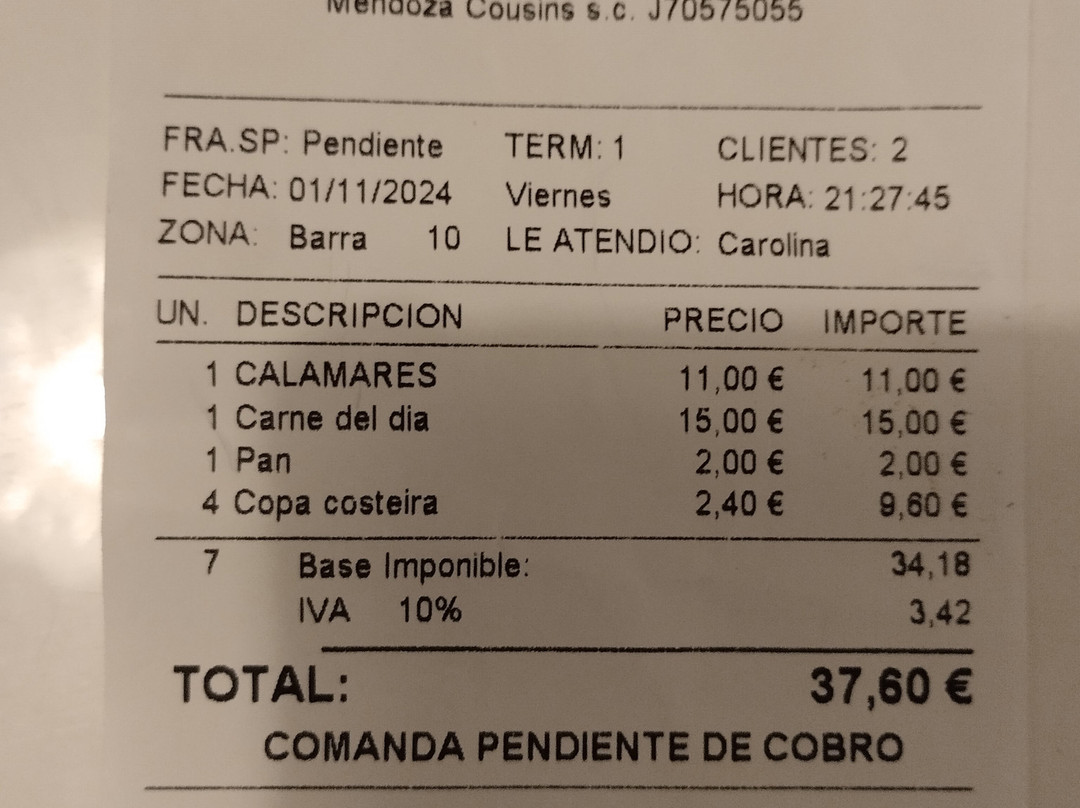 Mendoza Cousins s.c. J70575055
FRA.SP: Pendiente TERM: 1 CLIENTES: 2
FECHA: 01/11/2024 Viernes HORA: 21:27:45
ZONA: Barra 10 LE ATENDIO: Carolina
UN. DESCRIPCION PRECIO IMPORTE
1 CALAMARES 11,00 € 11,00 €
1 Carne del dia 15,00 € 15,00 €
1 Pan 2,00 € 2,00 €
4 Copa costeira 2,40 € 9,60 €
7 Base Imponible: 34,18
IVA 10% 3,42
TOTAL: 37,60 €
COMANDA PENDIENTE DE COBRO